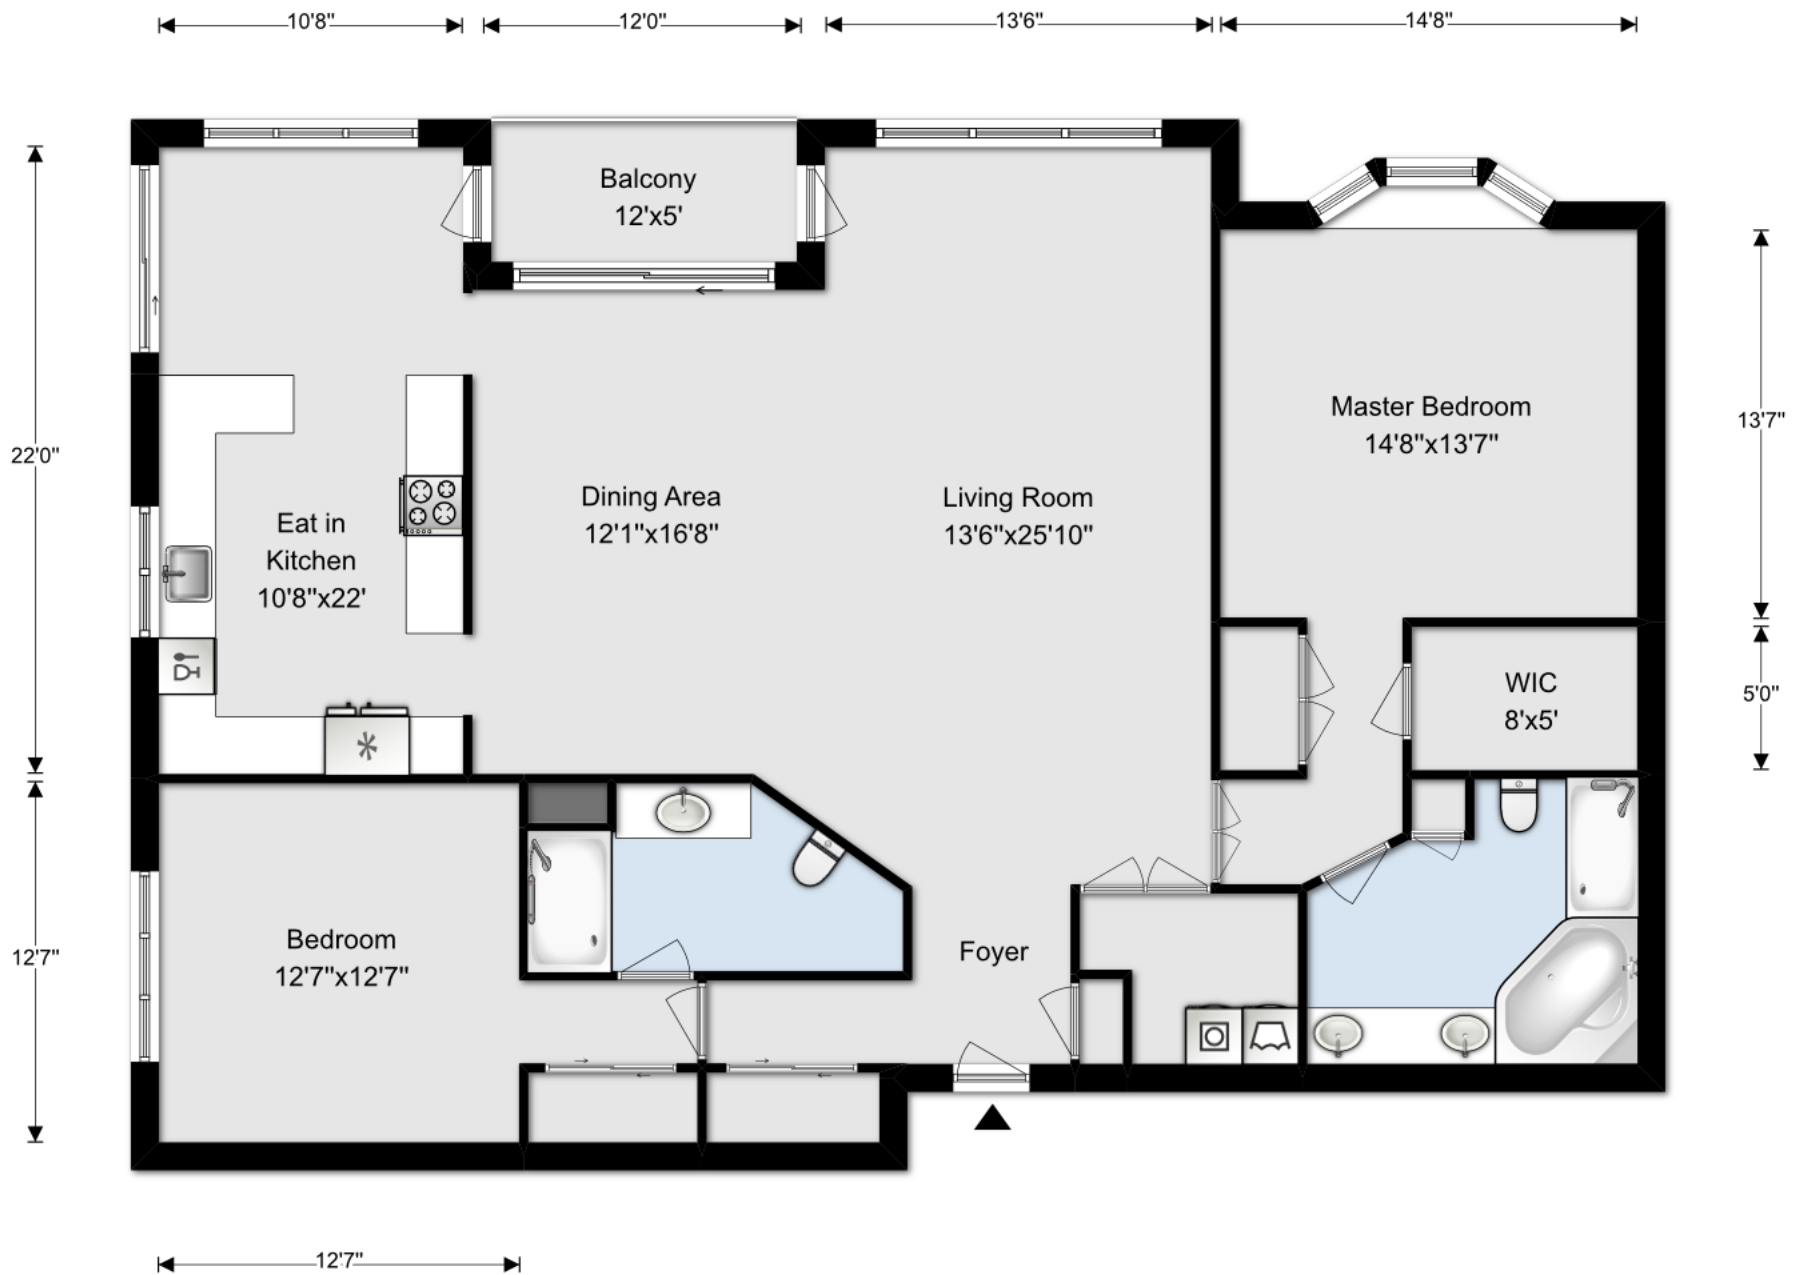 10'8"
12'0"
13'6"
14'8"
Balcony
12'x5'
22'0"
Master Bedroom
14'8"x13'7"
13'7"
Dining Area
12'1"x16'8"
Living Room
13'6"x25'10"
Eat in
Kitchen
10'8"x22'
WIC
8'x5'
5'0"
Bedroom
12'7"x12'7"
12'7"
Foyer
12'7"